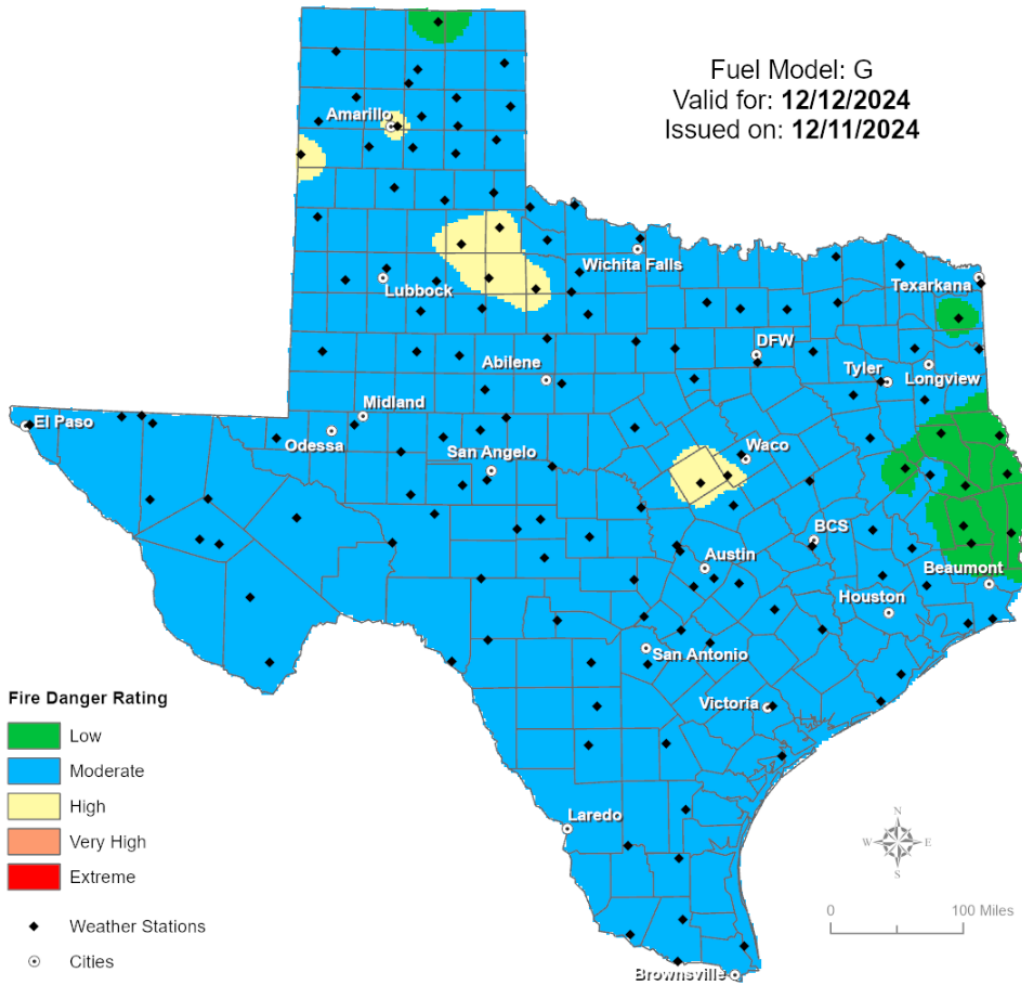 Fuel Model: G
Valid for: 12/12/2024
Issued on: 12/11/2024
Amarillo
Wichita Falls
Lubbock
Texarkana
DFW
Abilene
Tyler
Longview
Midland
El Paso
Odessa
Waco
San Angelo
BCS
Austin
Beaumont
Houston
San Antonio
Victoria
Laredo
Brownsville
Fire Danger Rating
Low
Moderate
High
Very High
Extreme
Weather Stations
Cities
N
W E
S
0 100 Miles